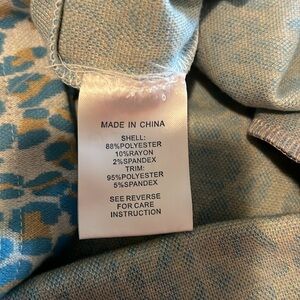 MADE IN CHINA
SHELL:
88%POLYESTER
10%RAYON
2%SPANDEX
TRIM:
95%POLYESTER
5%SPANDEX
SEE REVERSE
FOR CARE
INSTRUCTION